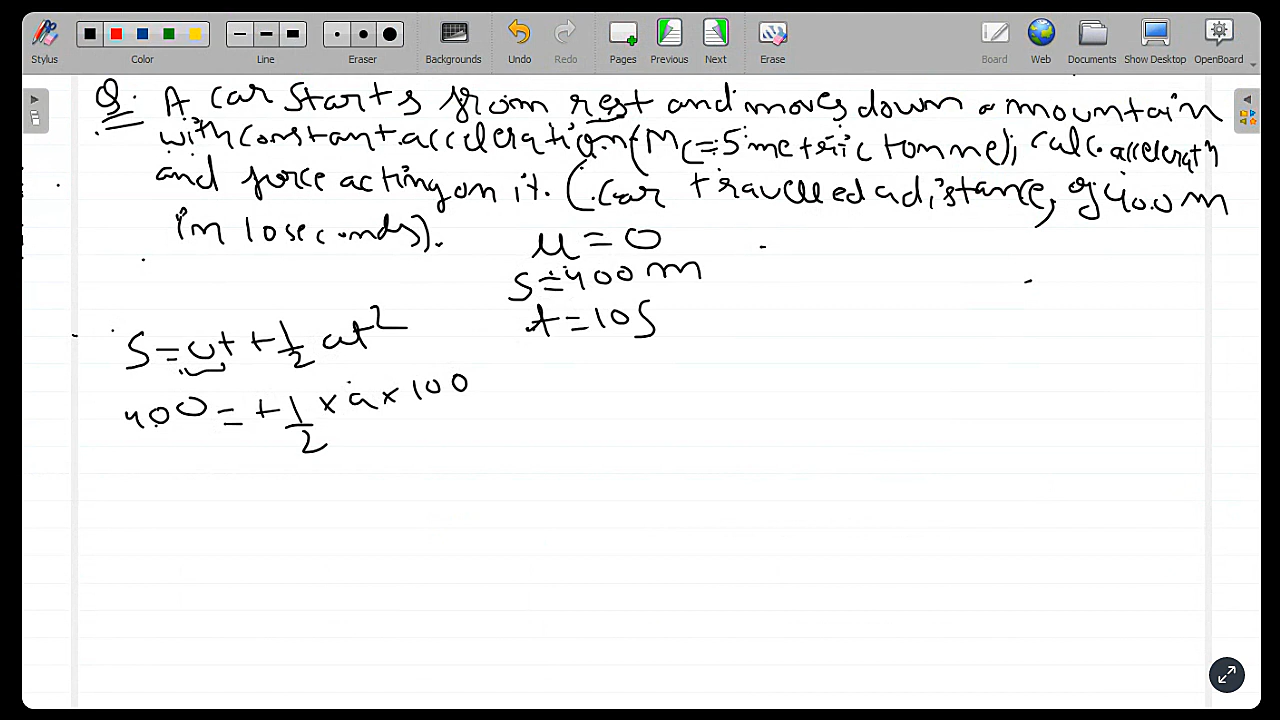 Stylus
Color
Line
Eraser
Backgrounds
Undo
Redo
Pages
Previous
Next
Erase
Board
Web
Documents
Show Desktop
OpenBoard
Q: A car starts from rest and moves down a mountain
with constant acceleration (Mc = 5 metric tonne); calc. acceleratn
and force acting on it. (car travelled a distance of 400 m
in 10 seconds).
u = 0
S = 400 m
t = 10 S
S = ut + 1/2 at²
400 = + 1/2 × a × 100